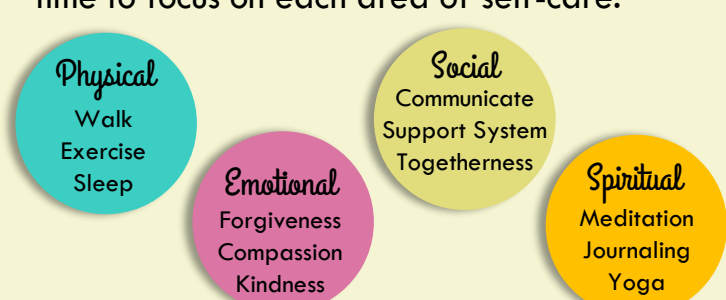 time to focus on each area of self-care.
Physical
Walk
Exercise
Sleep
Emotional
Forgiveness
Compassion
Kindness
Social
Communicate
Support System
Togetherness
Spiritual
Meditation
Journaling
Yoga